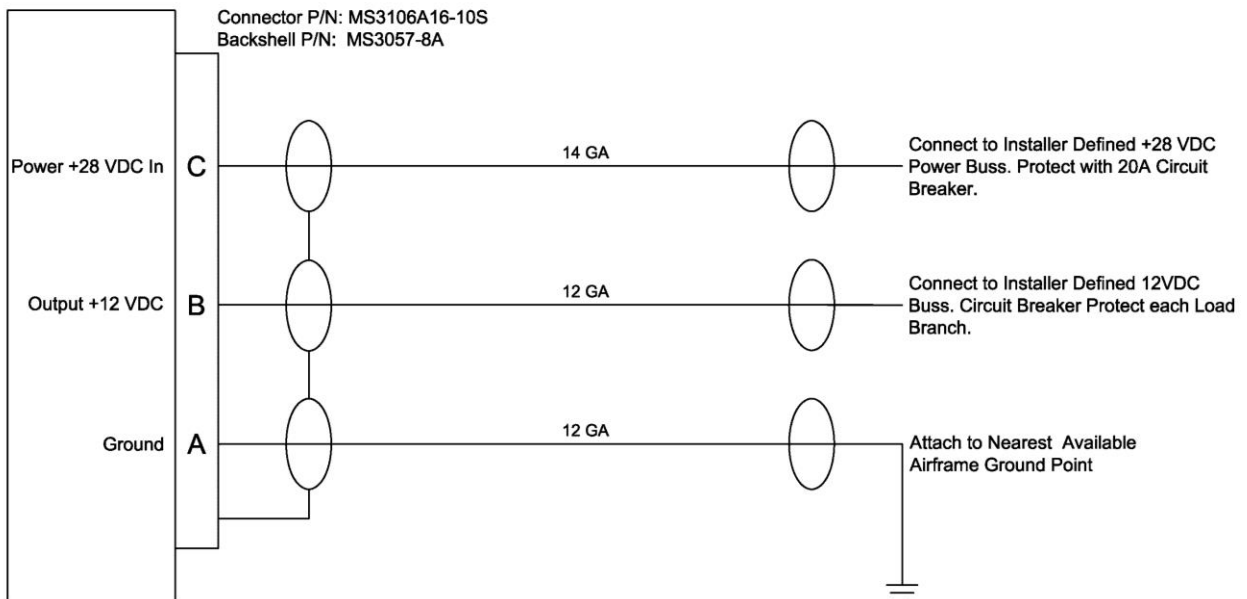 Connector P/N: MS3106A16-10S
Backshell P/N: MS3057-8A
Power +28 VDC In
C
14 GA
Connect to Installer Defined +28 VDC
Power Buss. Protect with 20A Circuit
Breaker.
Output +12 VDC
B
12 GA
Connect to Installer Defined 12VDC
Buss. Circuit Breaker Protect each Load
Branch.
Ground
A
12 GA
Attach to Nearest Available
Airframe Ground Point